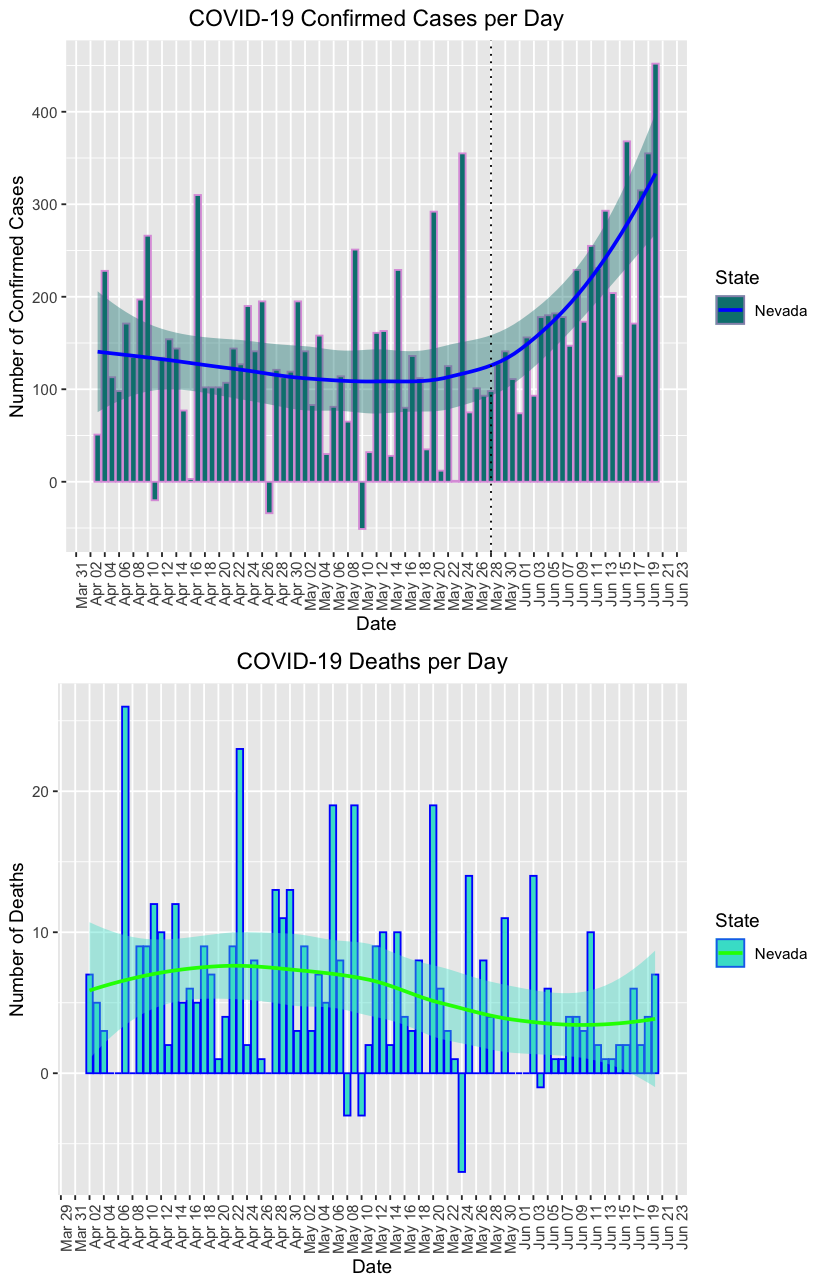 COVID-19 Confirmed Cases per Day
Number of Confirmed Cases
400
300
200
100
0
Mar 31
Apr 02
Apr 04
Apr 06
Apr 08
Apr 10
Apr 12
Apr 14
Apr 16
Apr 18
Apr 20
Apr 22
Apr 24
Apr 26
Apr 28
Apr 30
May 02
May 04
May 06
May 08
May 10
May 12
May 14
May 16
May 18
May 20
May 22
May 24
May 26
May 28
May 30
Jun 01
Jun 03
Jun 05
Jun 07
Jun 09
Jun 11
Jun 13
Jun 15
Jun 17
Jun 19
Jun 21
Jun 23
Date
State
Nevada
COVID-19 Deaths per Day
Number of Deaths
20
10
0
Mar 29
Mar 31
Apr 02
Apr 04
Apr 06
Apr 08
Apr 10
Apr 12
Apr 14
Apr 16
Apr 18
Apr 20
Apr 22
Apr 24
Apr 26
Apr 28
Apr 30
May 02
May 04
May 06
May 08
May 10
May 12
May 14
May 16
May 18
May 20
May 22
May 24
May 26
May 28
May 30
Jun 01
Jun 03
Jun 05
Jun 07
Jun 09
Jun 11
Jun 13
Jun 15
Jun 17
Jun 19
Jun 21
Jun 23
Date
State
Nevada